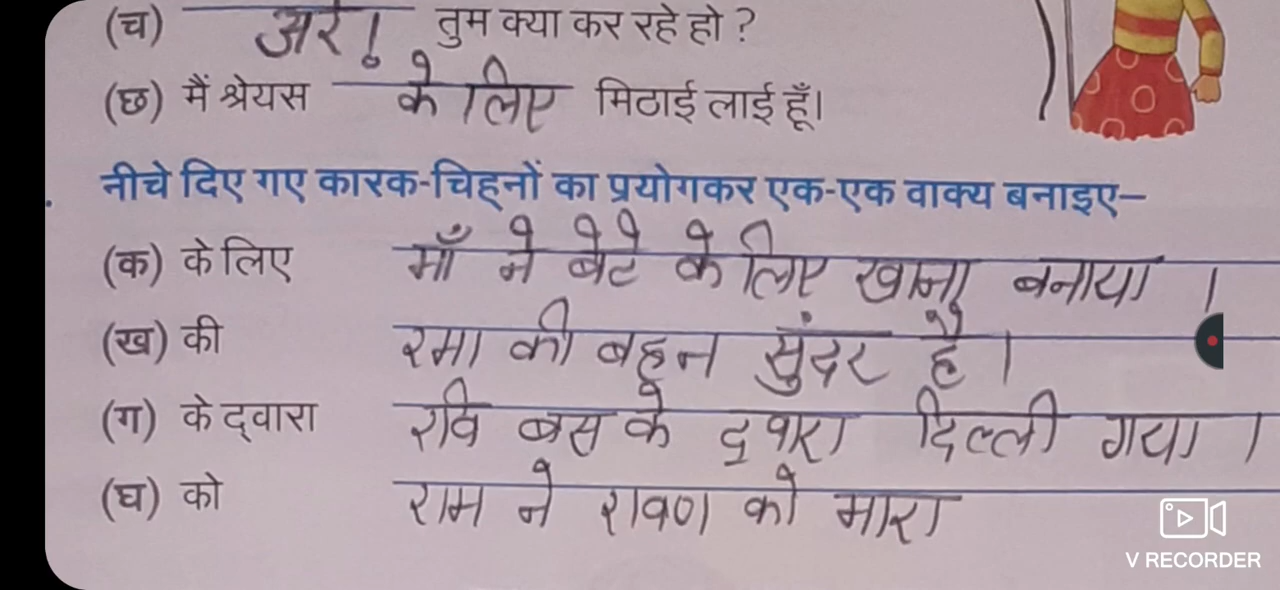 (च) अरे! तुम क्या कर रहे हो ?
(छ) मैं श्रेयस के लिए मिठाई लाई हूँ।
नीचे दिए गए कारक-चिह्नों का प्रयोगकर एक-एक वाक्य बनाइए–
(क) के लिए माँ ने बेटे के लिए खाना बनाया ।
(ख) की रमा की बहन सुंदर है ।
(ग) के द्वारा रवि बस के द्वारा दिल्ली गया ।
(घ) को राम ने रावण को मारा
V RECORDER